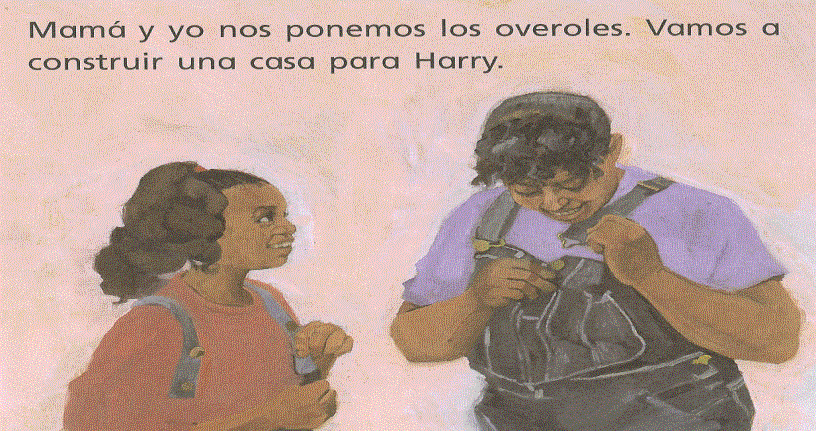 Mamá y yo nos ponemos los overoles. Vamos a
construir una casa para Harry.